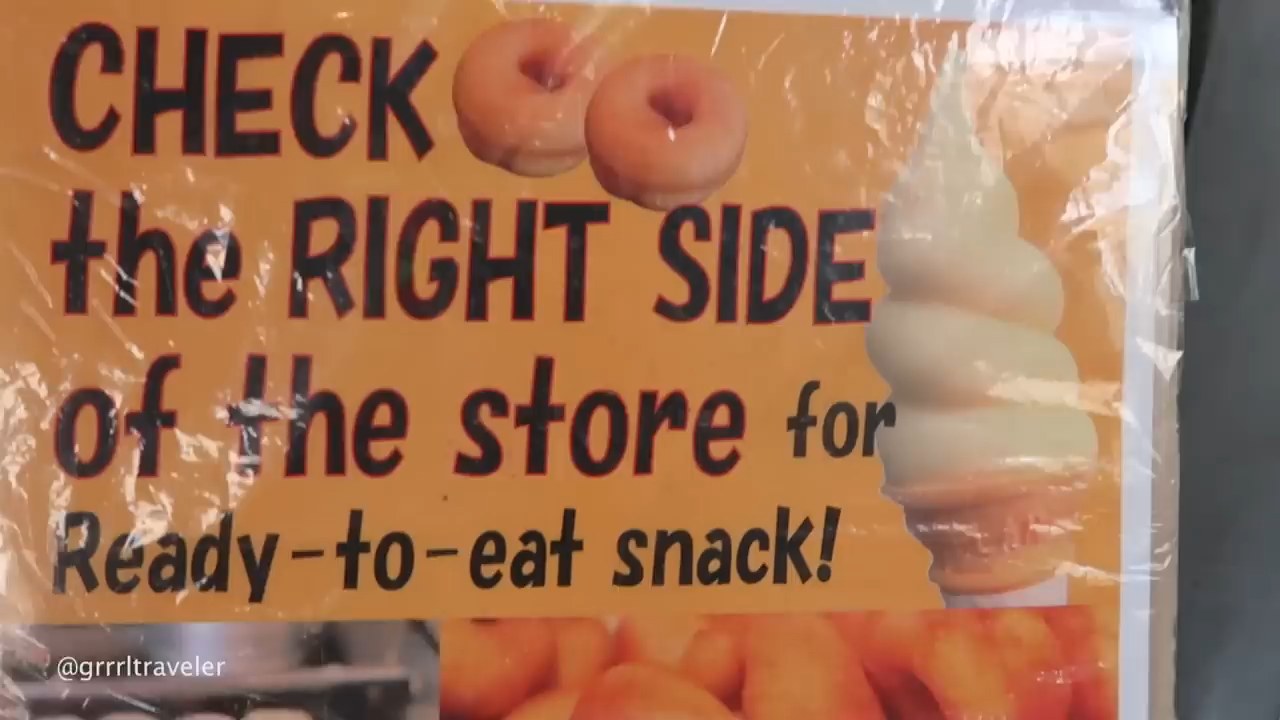 CHECK
the RIGHT SIDE
of the store for
Ready-to-eat snack!
@grrrltraveler